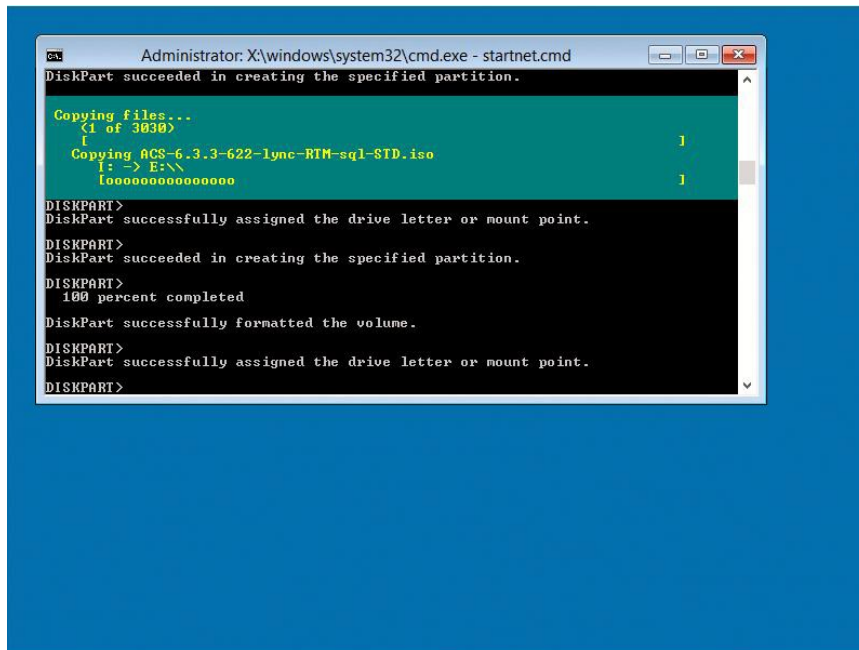 Administrator: X:\windows\system32\cmd.exe - startnet.cmd
DiskPart succeeded in creating the specified partition.
Copying files...
(1 of 3030)
[ ]
Copying ACS-6.3.3-622-lync-RTM-sql-STD.iso
I: -> E:\\
[ooooooooooooooo ]
DISKPART>
DiskPart successfully assigned the drive letter or mount point.
DISKPART>
DiskPart succeeded in creating the specified partition.
DISKPART>
100 percent completed
DiskPart successfully formatted the volume.
DISKPART>
DiskPart successfully assigned the drive letter or mount point.
DISKPART>